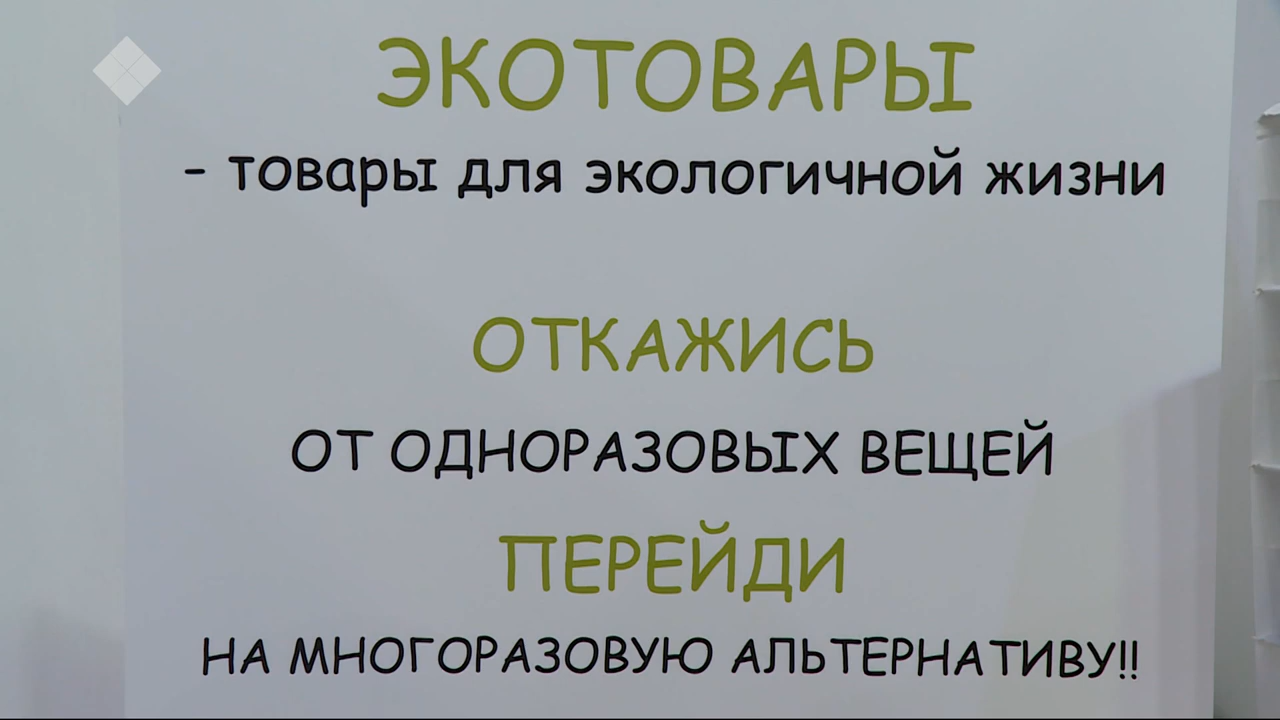 ЭКОТОВАРЫ
- товары для экологичной жизни
ОТКАЖИСЬ
ОТ ОДНОРАЗОВЫХ ВЕЩЕЙ
ПЕРЕЙДИ
НА МНОГОРАЗОВУЮ АЛЬТЕРНАТИВУ!!